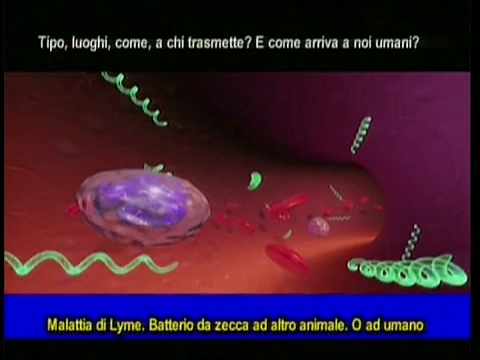 Tipo, luoghi, come, a chi trasmette? E come arriva a noi umani?
Malattia di Lyme. Batterio da zecca ad altro animale. O ad umano